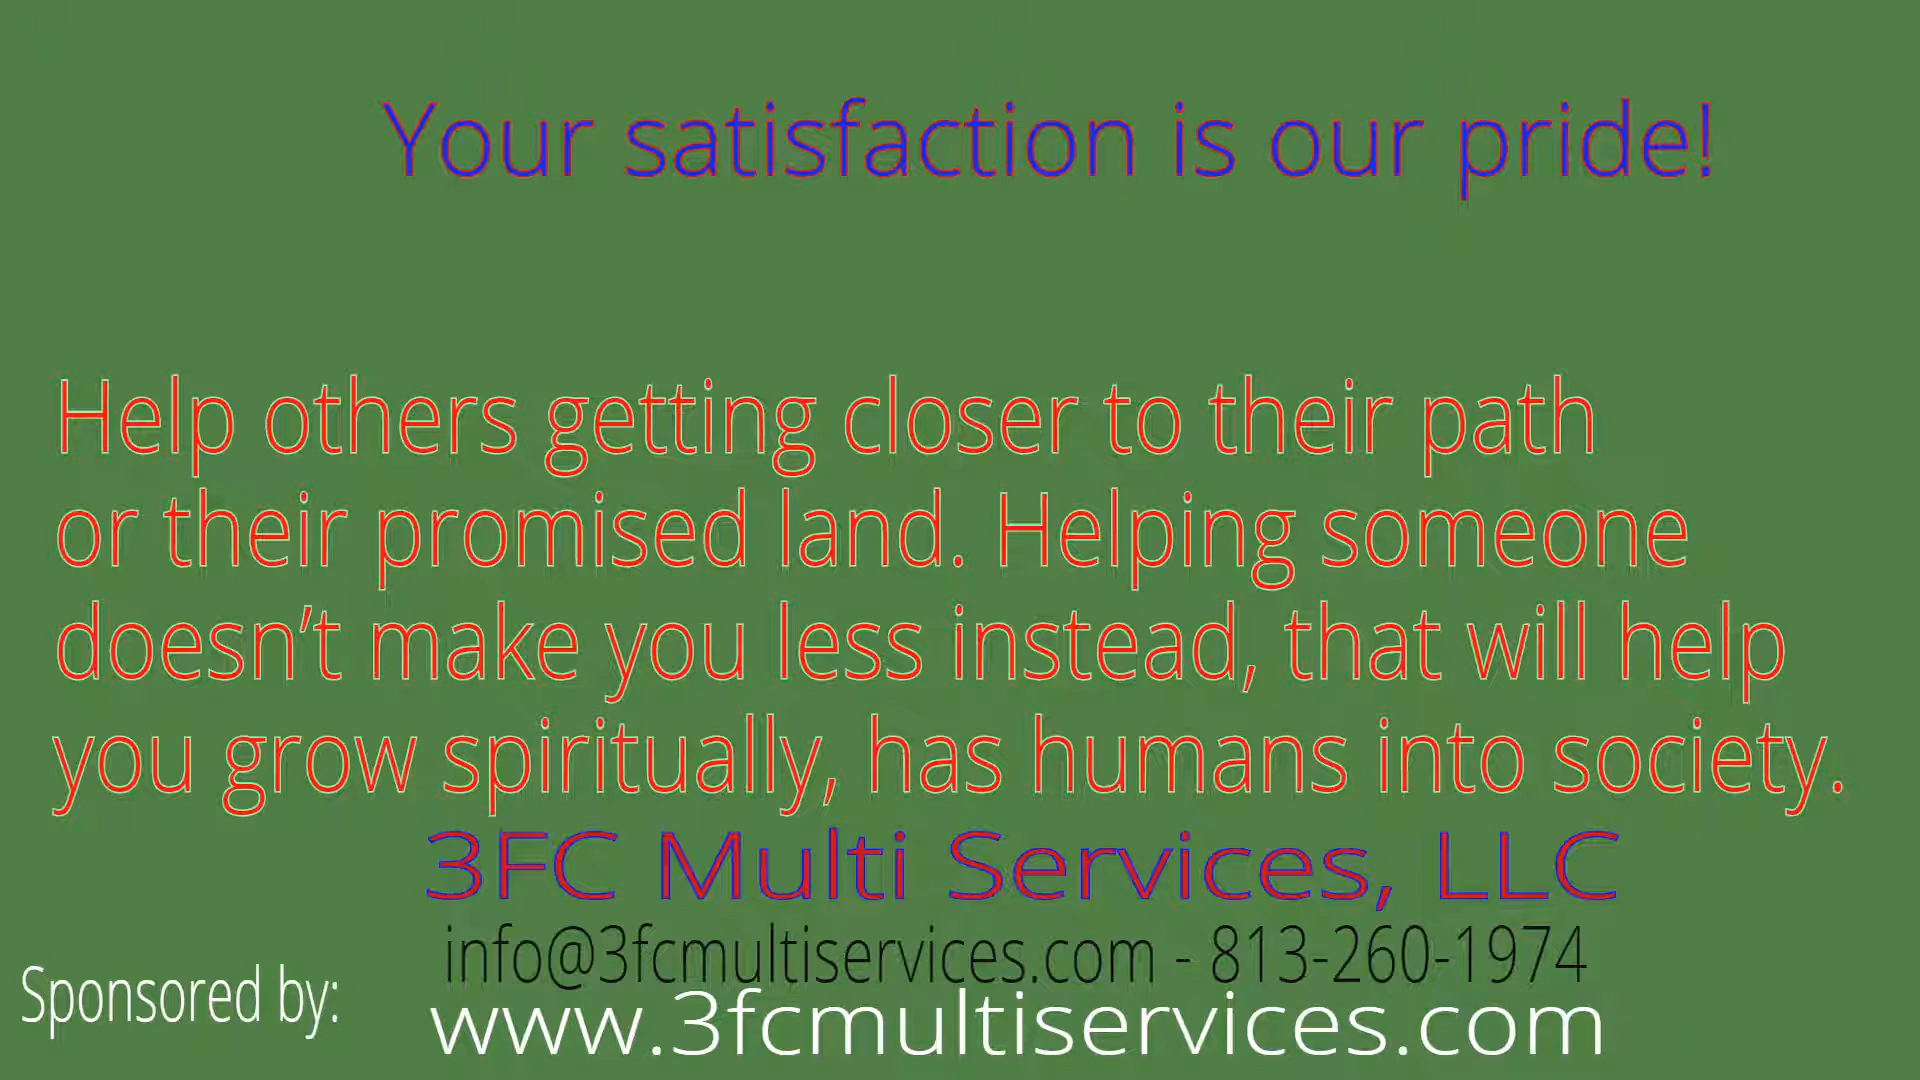 Your satisfaction is our pride!
Help others getting closer to their path
or their promised land. Helping someone
doesn’t make you less instead, that will help
you grow spiritually, has humans into society.
3FC Multi Services, LLC
info@3fcmultiservices.com - 813-260-1974
Sponsored by:
www.3fcmultiservices.com